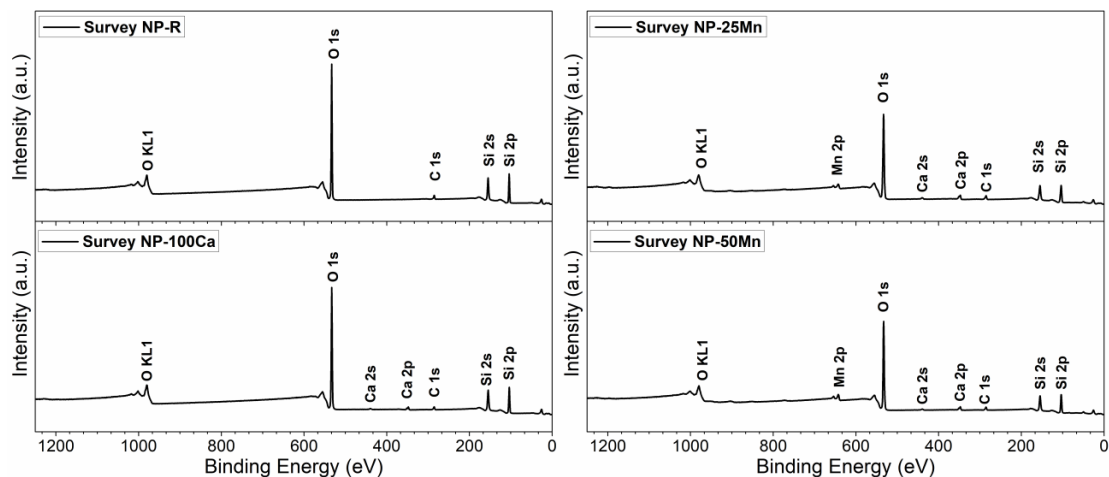 Survey NP-R
Intensity (a.u.)
O KL1
O 1s
C 1s
Si 2s
Si 2p
Survey NP-25Mn
Intensity (a.u.)
O KL1
Mn 2p
O 1s
Ca 2s
Ca 2p
C 1s
Si 2s
Si 2p
Survey NP-100Ca
Intensity (a.u.)
O KL1
O 1s
Ca 2s
Ca 2p
C 1s
Si 2s
Si 2p
1200 1000 800 600 400 200 0
Binding Energy (eV)
Survey NP-50Mn
Intensity (a.u.)
O KL1
Mn 2p
O 1s
Ca 2s
Ca 2p
C 1s
Si 2s
Si 2p
1200 1000 800 600 400 200 0
Binding Energy (eV)